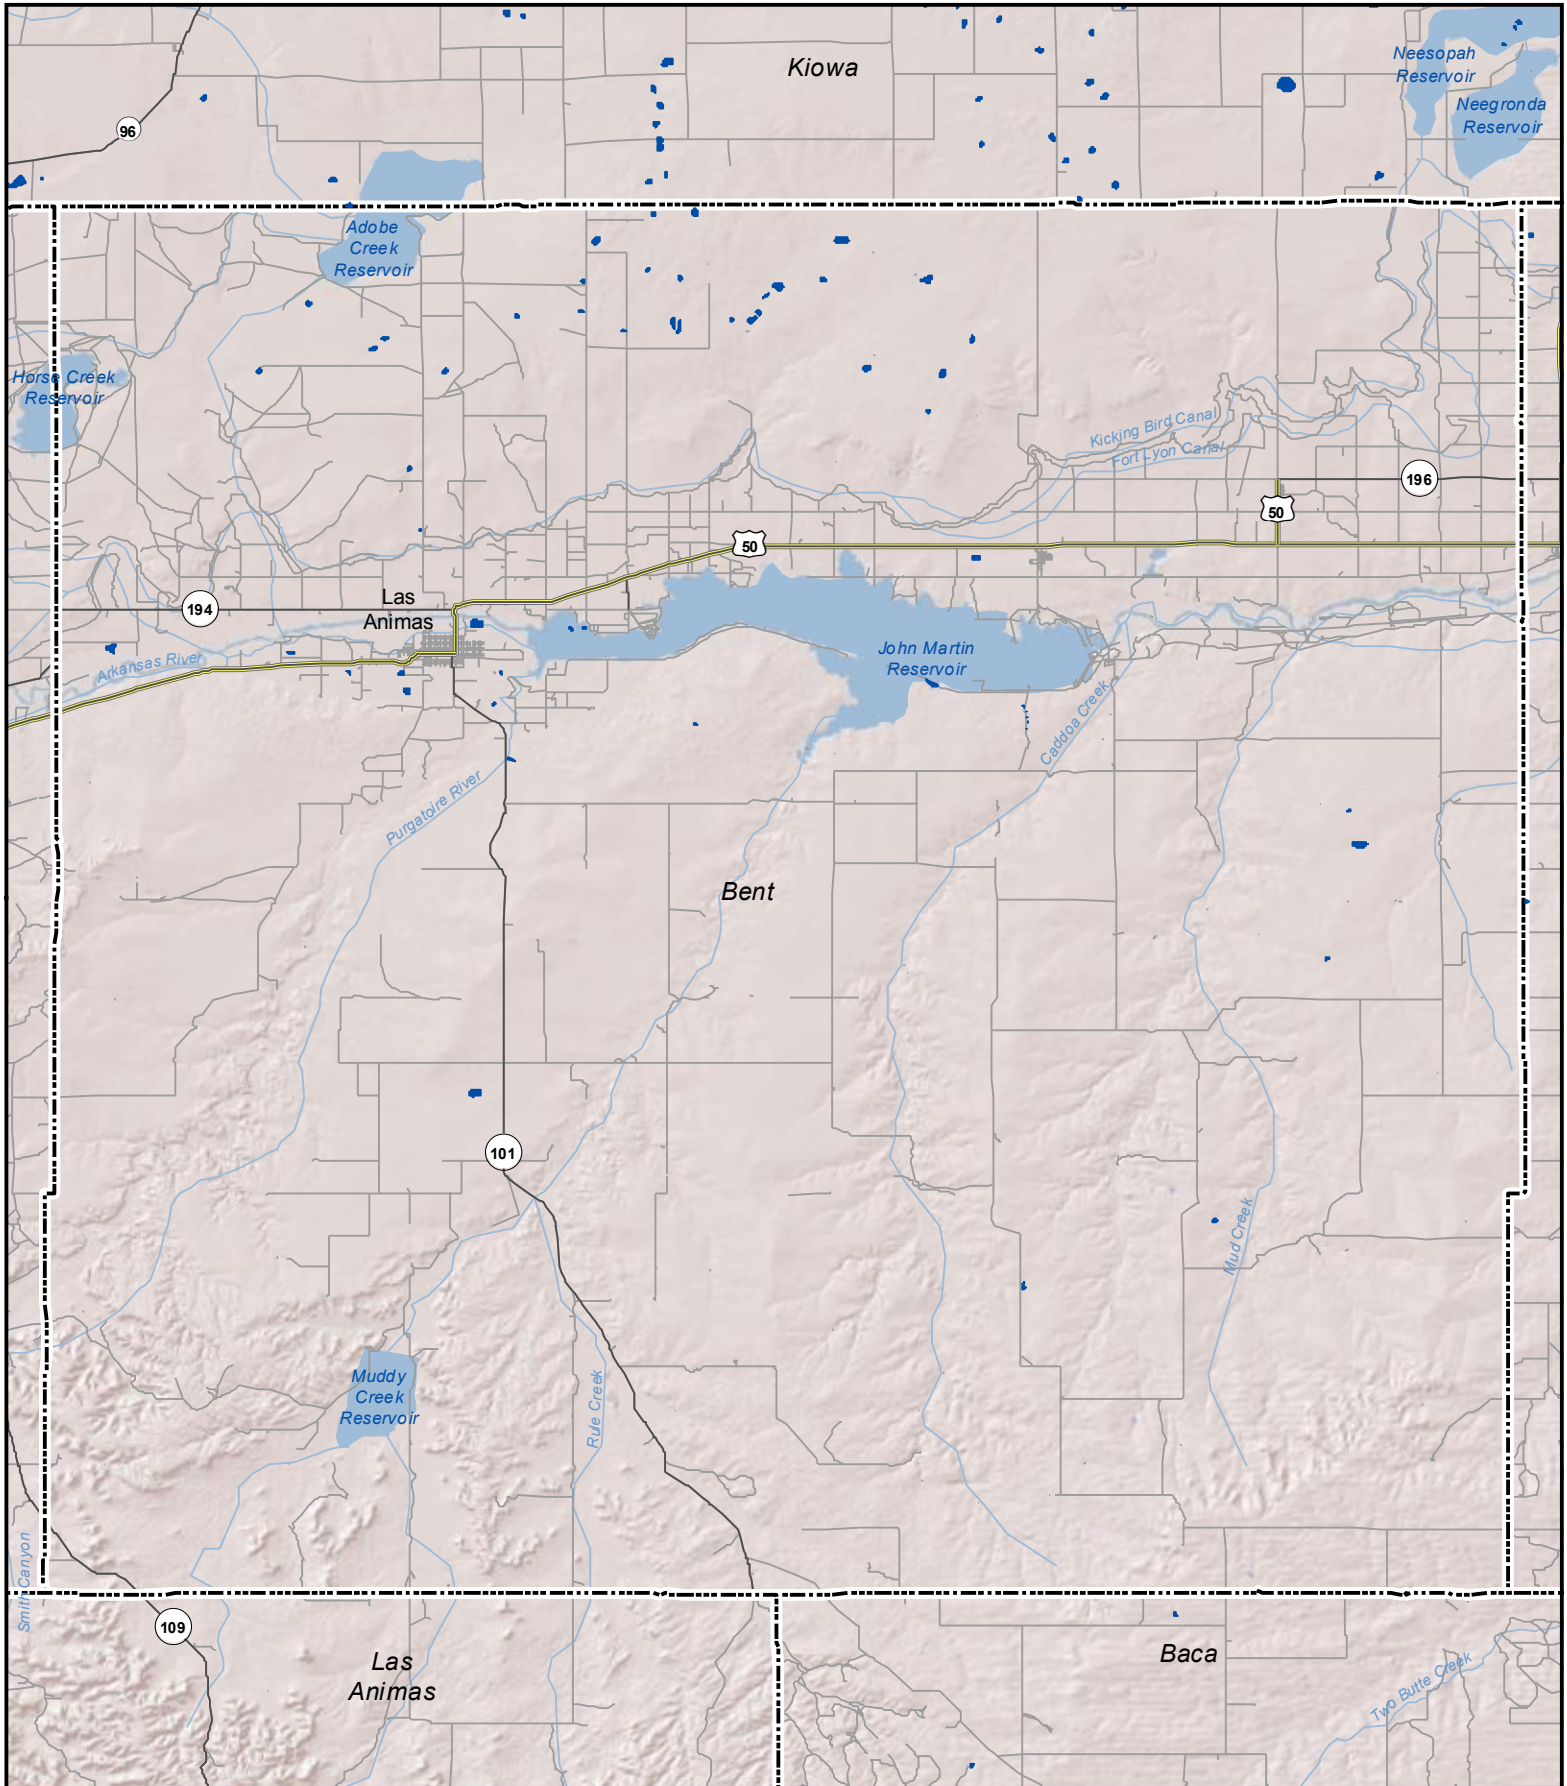 Kiowa
Neesopah
Reservoir
Neegronda
Reservoir
96
Adobe
Creek
Reservoir
Horse Creek
Reservoir
Kicking Bird Canal
Fort Lyon Canal
196
50
50
Las
Animas
194
Arkansas River
John Martin
Reservoir
Caddoa Creek
Purgatoire River
Bent
101
Mud Creek
Muddy
Creek
Reservoir
Rule Creek
Smith Canyon
109
Las
Animas
Baca
Two Butte Creek